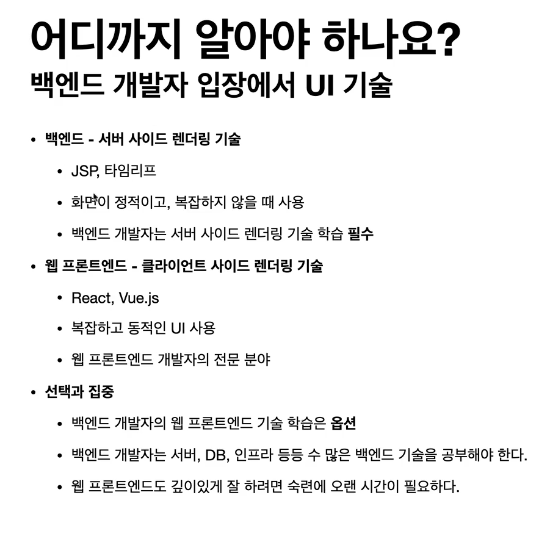 어디까지 알아야 하나요?
백엔드 개발자 입장에서 UI 기술
• 백엔드 - 서버 사이드 렌더링 기술
• JSP, 타임리프
• 화면이 정적이고, 복잡하지 않을 때 사용
• 백엔드 개발자는 서버 사이드 렌더링 기술 학습 필수
• 웹 프론트엔드 - 클라이언트 사이드 렌더링 기술
• React, Vue.js
• 복잡하고 동적인 UI 사용
• 웹 프론트엔드 개발자의 전문 분야
• 선택과 집중
• 백엔드 개발자의 웹 프론트엔드 기술 학습은 옵션
• 백엔드 개발자는 서버, DB, 인프라 등등 수 많은 백엔드 기술을 공부해야 한다.
• 웹 프론트엔드도 깊이있게 잘 하려면 숙련에 오랜 시간이 필요하다.